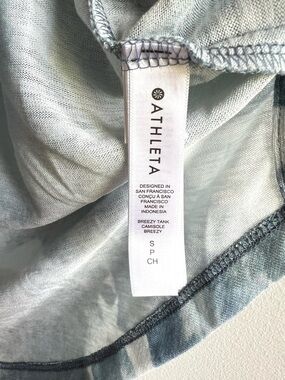 ATHLETA
DESIGNED IN
SAN FRANCISCO
CONÇU À SAN
FRANCISCO
MADE IN
INDONESIA
BREEZY TANK
CAMISOLE
BREEZY
S
P
CH